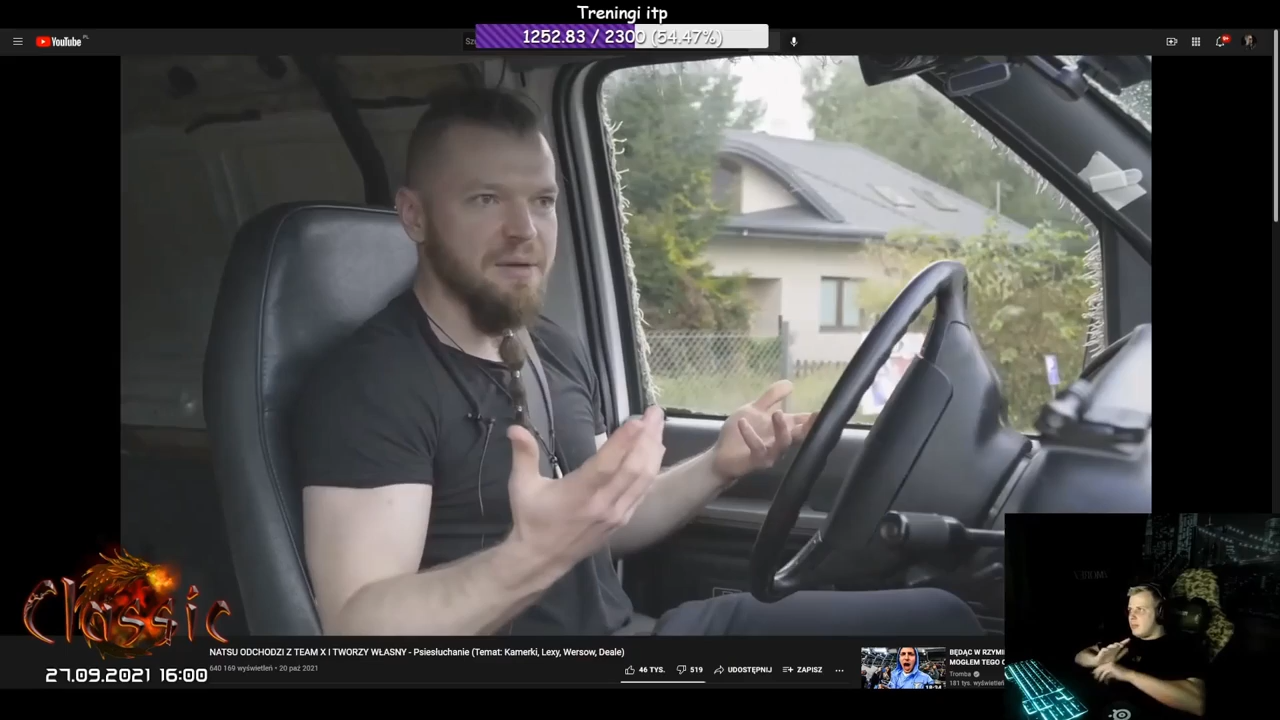 Treningi itp
1252.83 / 2300 (54.47%)
YouTube PL
Classic
27.09.2021 16:00
NATSU ODCHODZI Z TEAM X I TWORZY WŁASNY - Psiesłuchanie (Temat: Kamerki, Lexy, Wersow, Deale)
640 169 wyświetleń • 20 paź 2021
46 TYS.
519
UDOSTĘPNIJ
ZAPISZ
BĘDĄC W RZYMI
MOGŁEM TEGO
Tromba
181 tys. wyświetleń